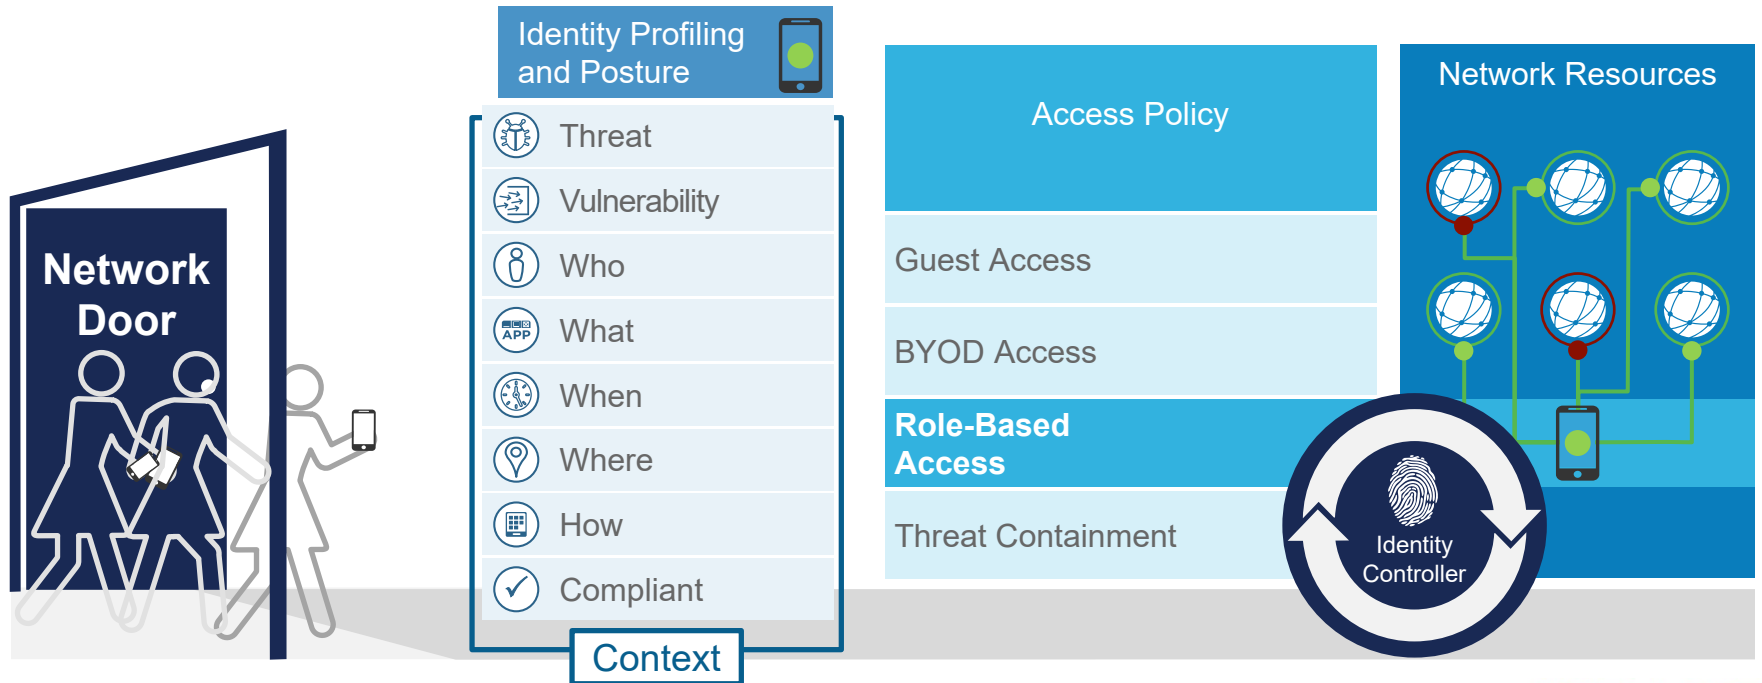 Network
Door
Identity Profiling
and Posture
Threat
Vulnerability
Who
APP
What
When
Where
How
Compliant
Context
Access Policy
Guest Access
BYOD Access
Role-Based
Access
Threat Containment
Network Resources
Identity
Controller